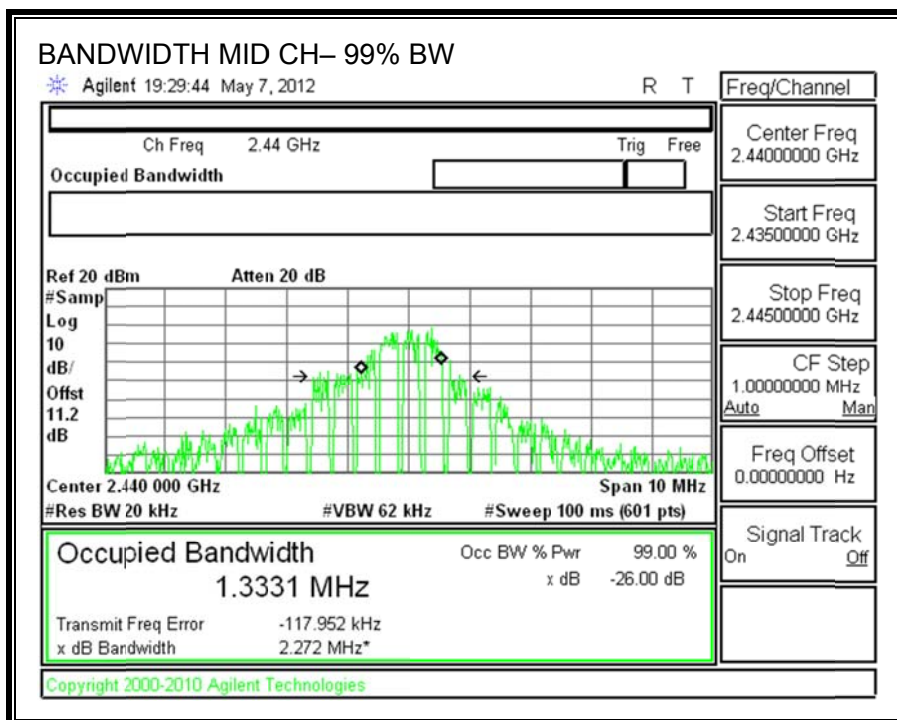 BANDWIDTH MID CH– 99% BW
Agilent 19:29:44 May 7, 2012 R T
Ch Freq 2.44 GHz Trig Free
Occupied Bandwidth
Ref 20 dBm Atten 20 dB
#Samp
Log
10
dB/
Offst
11.2
dB
Center 2.440 000 GHz Span 10 MHz
#Res BW 20 kHz #VBW 62 kHz #Sweep 100 ms (601 pts)
Occupied Bandwidth Occ BW % Pwr 99.00 %
1.3331 MHz x dB -26.00 dB
Transmit Freq Error -117.952 kHz
x dB Bandwidth 2.272 MHz*
Copyright 2000-2010 Agilent Technologies
Freq/Channel
Center Freq
2.44000000 GHz
Start Freq
2.43500000 GHz
Stop Freq
2.44500000 GHz
CF Step
1.00000000 MHz
Auto Man
Freq Offset
0.00000000 Hz
Signal Track
On Off